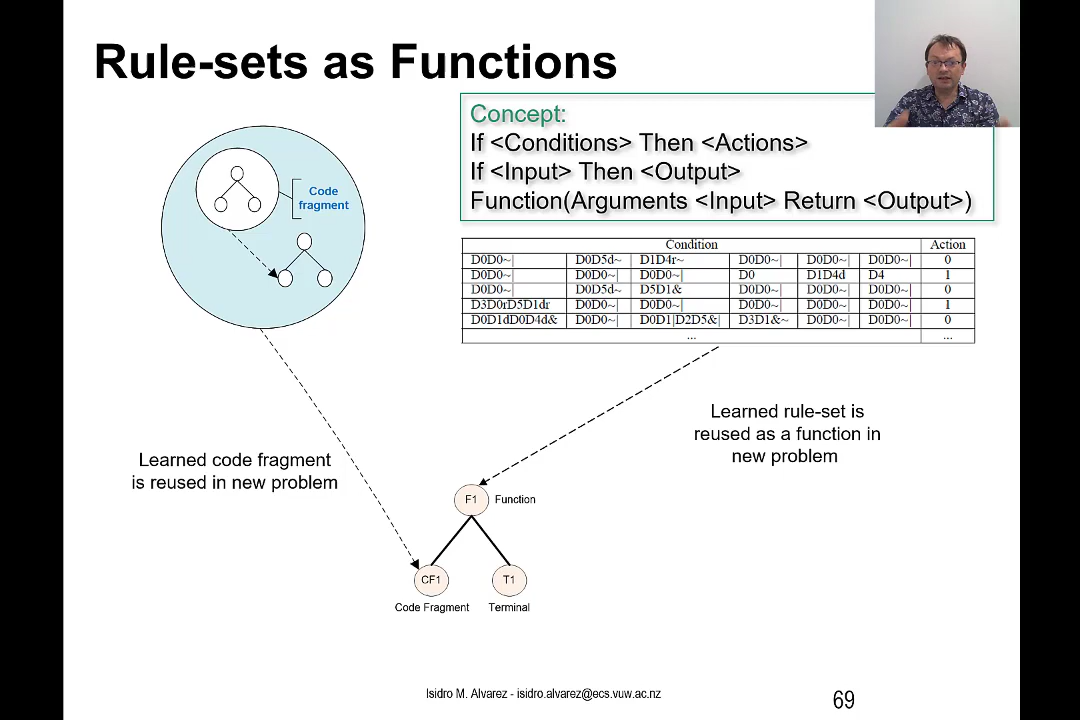 Rule-sets as Functions
Concept:
If <Conditions> Then <Actions>
If <Input> Then <Output>
Function(Arguments <Input> Return <Output>)
Code
fragment
Condition Action
D0D0~| D0D5d~ D1D4r~ D0D0~| D0D0~| D0D0~| 0
D0D0~| D0D0~| D0D0~| D0 D1D4d D4 1
D0D0~| D0D5d~ D5D1& D0D0~| D0D0~| D0D0~| 0
D3D0rD5D1dr D0D0~| D0D0~| D0D0~| D0D0~| D0D0~| 1
D0D1dD0D4d& D0D0~| D0D1|D2D5&| D3D1&~ D0D0~| D0D0~| 0
... ...
Learned rule-set is
reused as a function in
new problem
Learned code fragment
is reused in new problem
F1 Function
CF1 T1
Code Fragment Terminal
Isidro M. Alvarez - isidro.alvarez@ecs.vuw.ac.nz
69